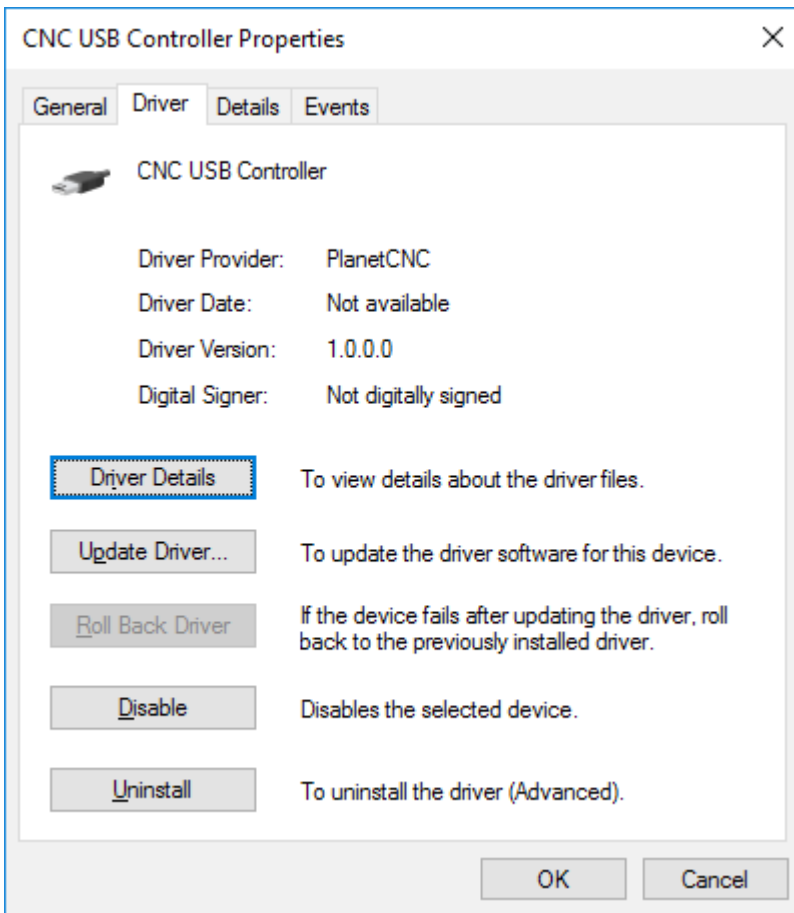 CNC USB Controller Properties
General Driver Details Events
CNC USB Controller
Driver Provider: PlanetCNC
Driver Date: Not available
Driver Version: 1.0.0.0
Digital Signer: Not digitally signed
Driver Details To view details about the driver files.
Update Driver... To update the driver software for this device.
Roll Back Driver If the device fails after updating the driver, roll
back to the previously installed driver.
Disable Disables the selected device.
Uninstall To uninstall the driver (Advanced).
OK Cancel